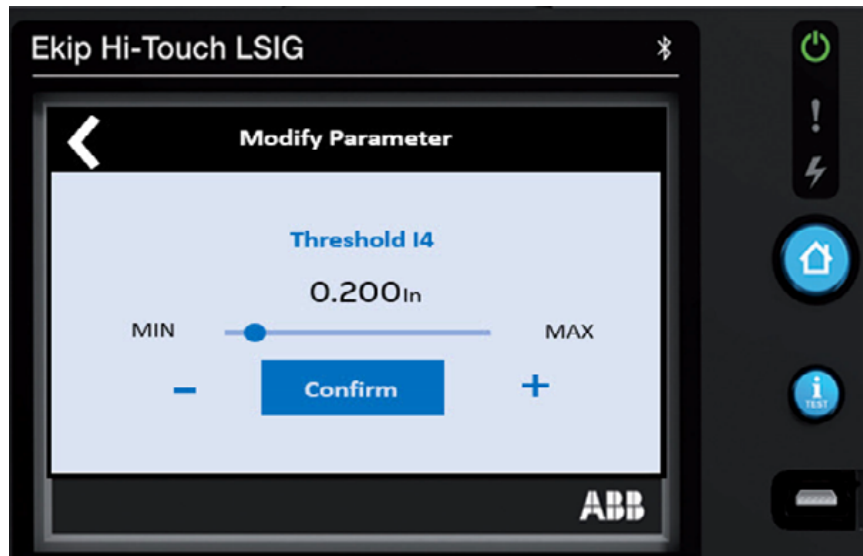 Ekip Hi-Touch LSIG
Modify Parameter
Threshold I4
0.200In
MIN
MAX
- Confirm +
i
TEST
ABB